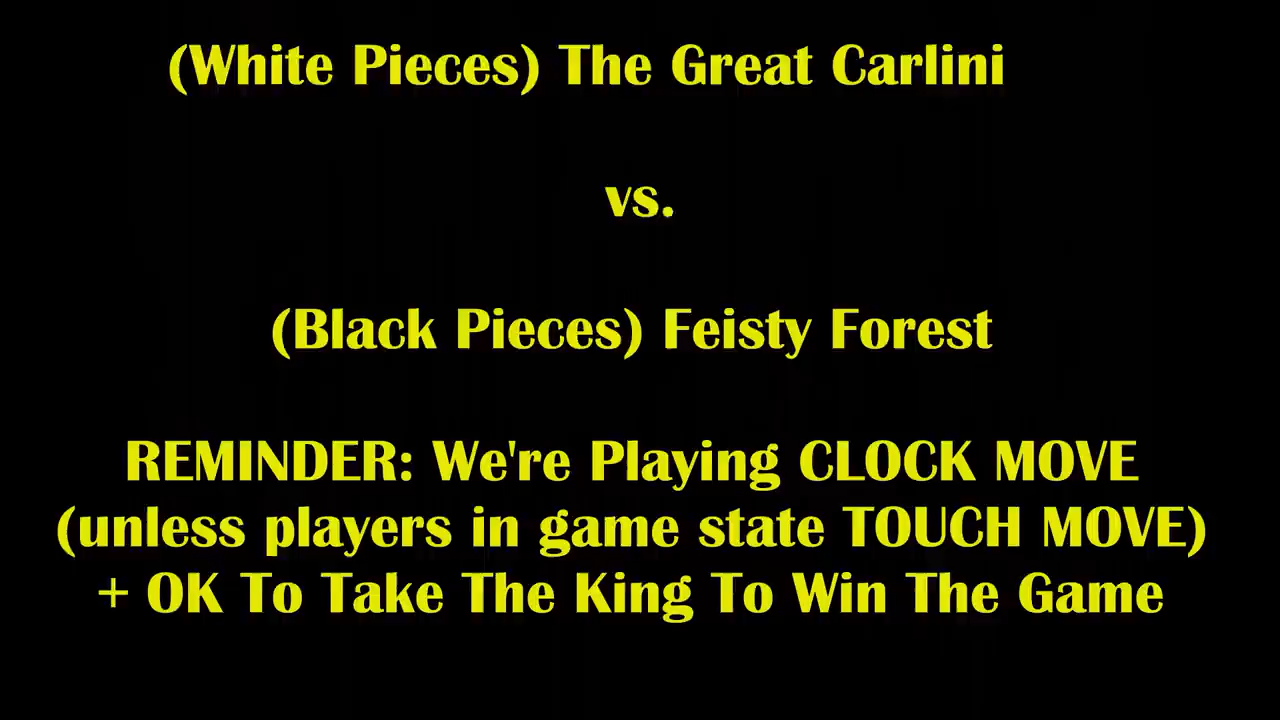 (White Pieces) The Great Carlini
vs.
(Black Pieces) Feisty Forest
REMINDER: We're Playing CLOCK MOVE
(unless players in game state TOUCH MOVE)
+ OK To Take The King To Win The Game